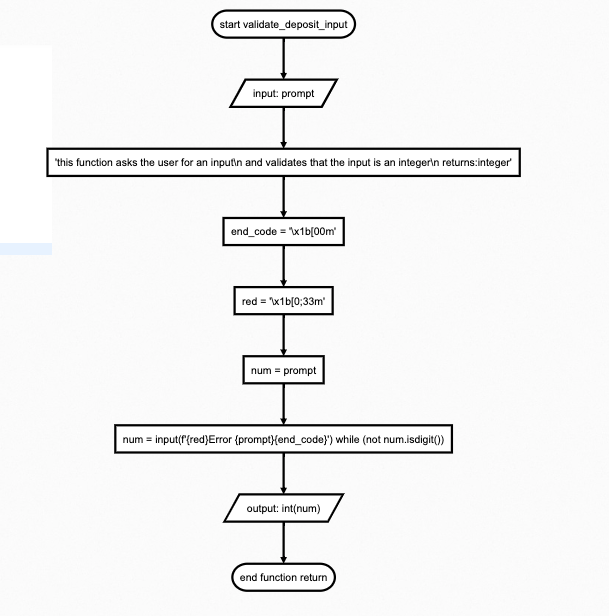 start validate_deposit_input
input: prompt
'this function asks the user for an input\n and validates that the input is an integer\n returns:integer'
end_code = '\x1b[00m'
red = '\x1b[0;33m'
num = prompt
num = input(f'{red}Error {prompt}{end_code}') while (not num.isdigit())
output: int(num)
end function return